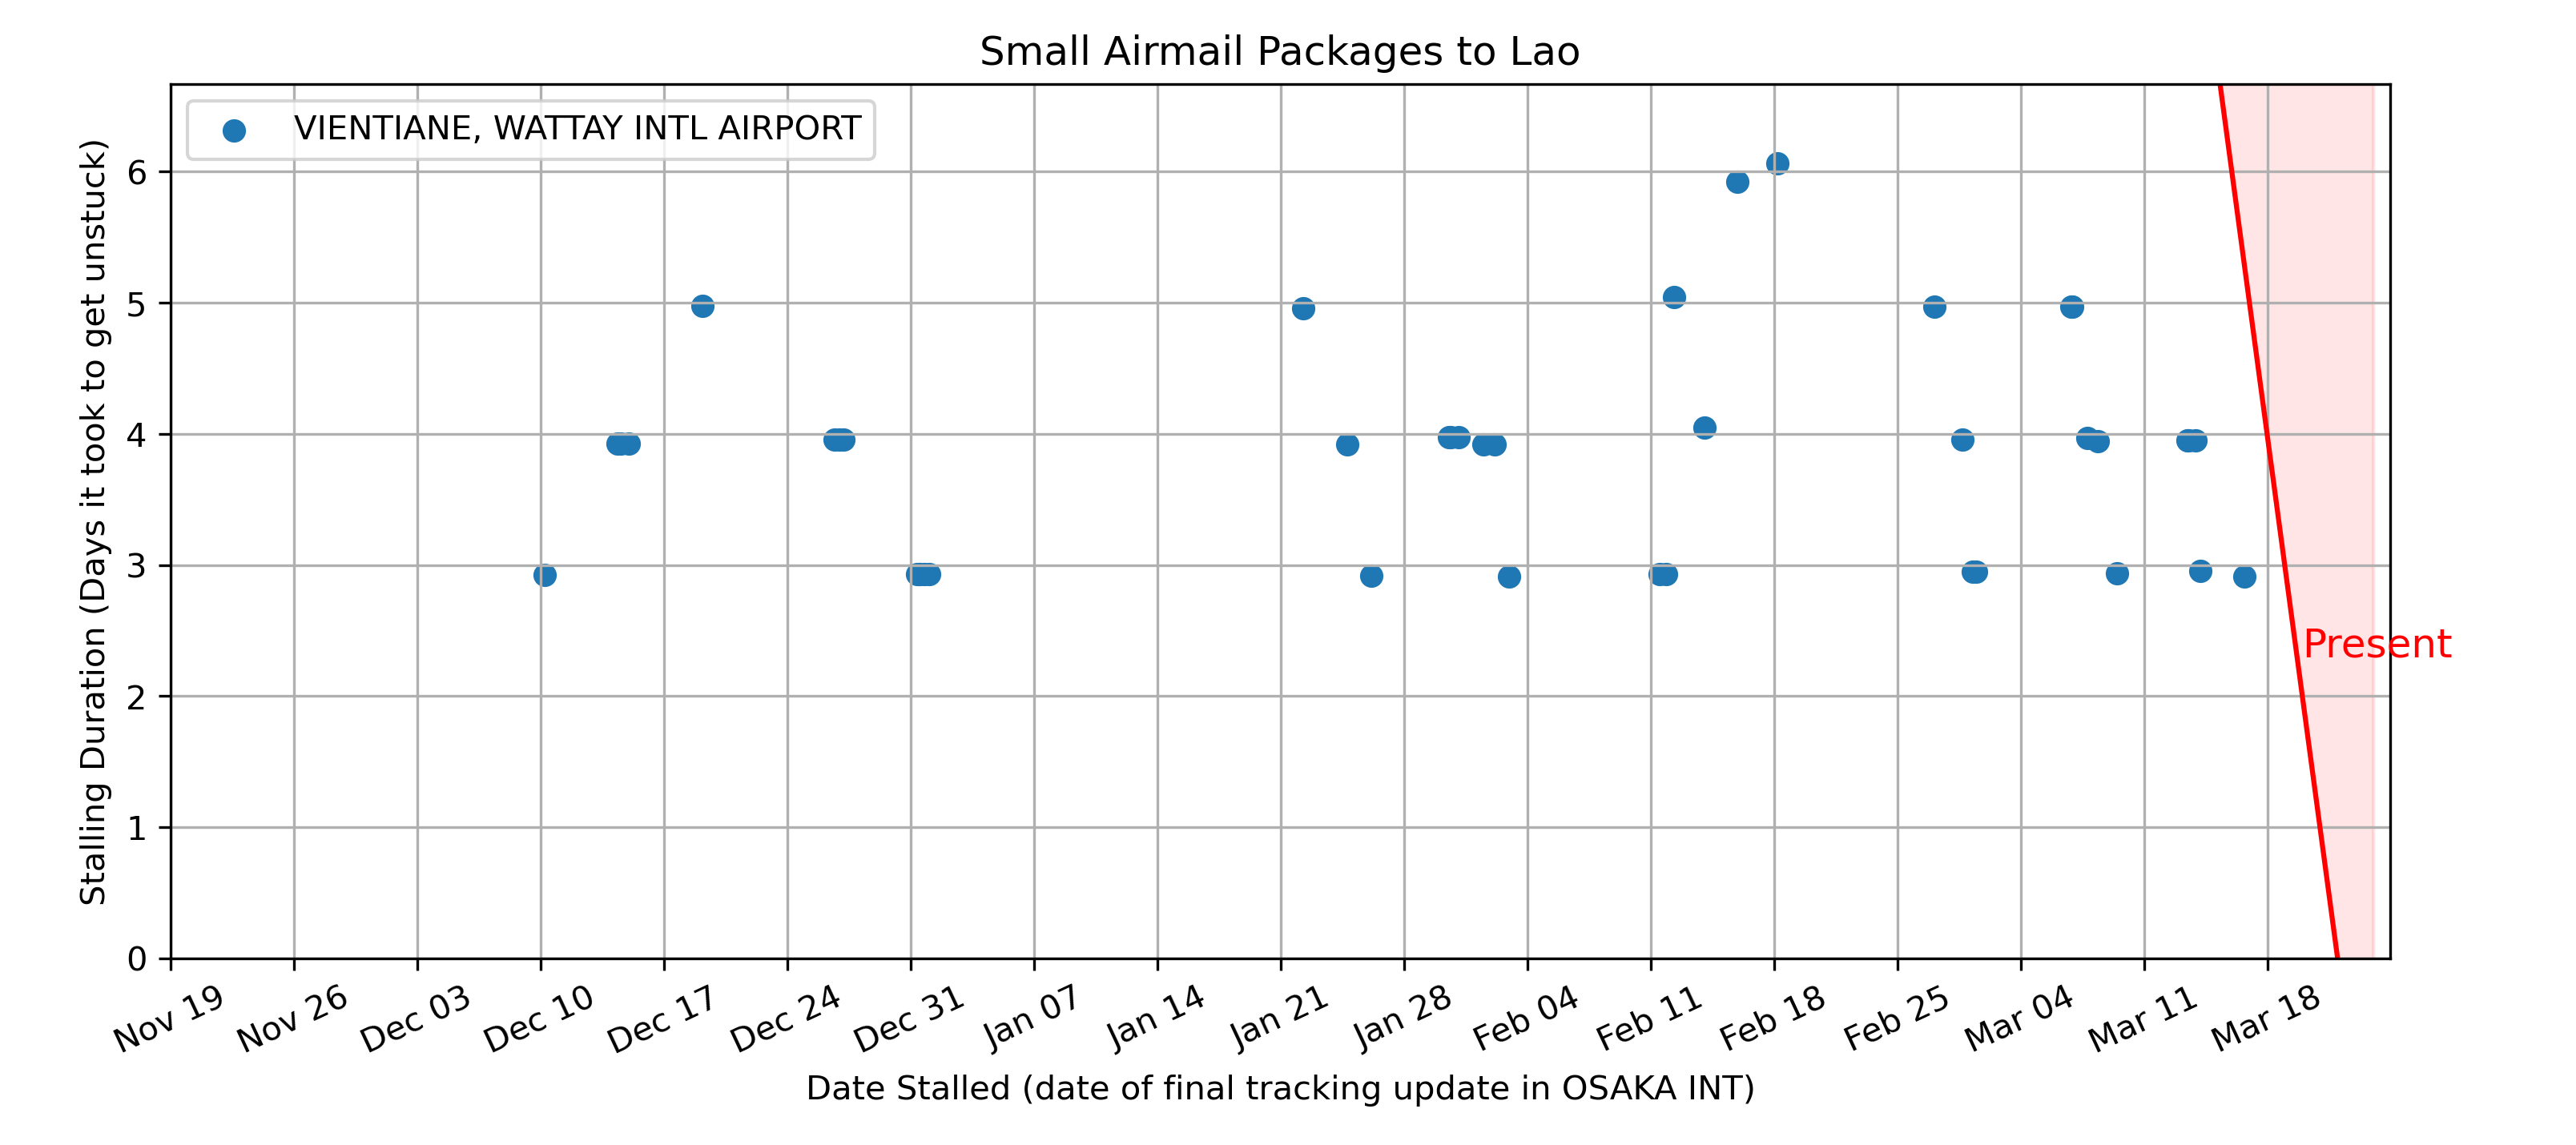 Small Airmail Packages to Lao
VIENTIANE, WATTAY INTL AIRPORT
Stalling Duration (Days it took to get unstuck)
6
5
4
3
2
1
0
Present
Nov 19
Nov 26
Dec 03
Dec 10
Dec 17
Dec 24
Dec 31
Jan 07
Jan 14
Jan 21
Jan 28
Feb 04
Feb 11
Feb 18
Feb 25
Mar 04
Mar 11
Mar 18
Date Stalled (date of final tracking update in OSAKA INT)